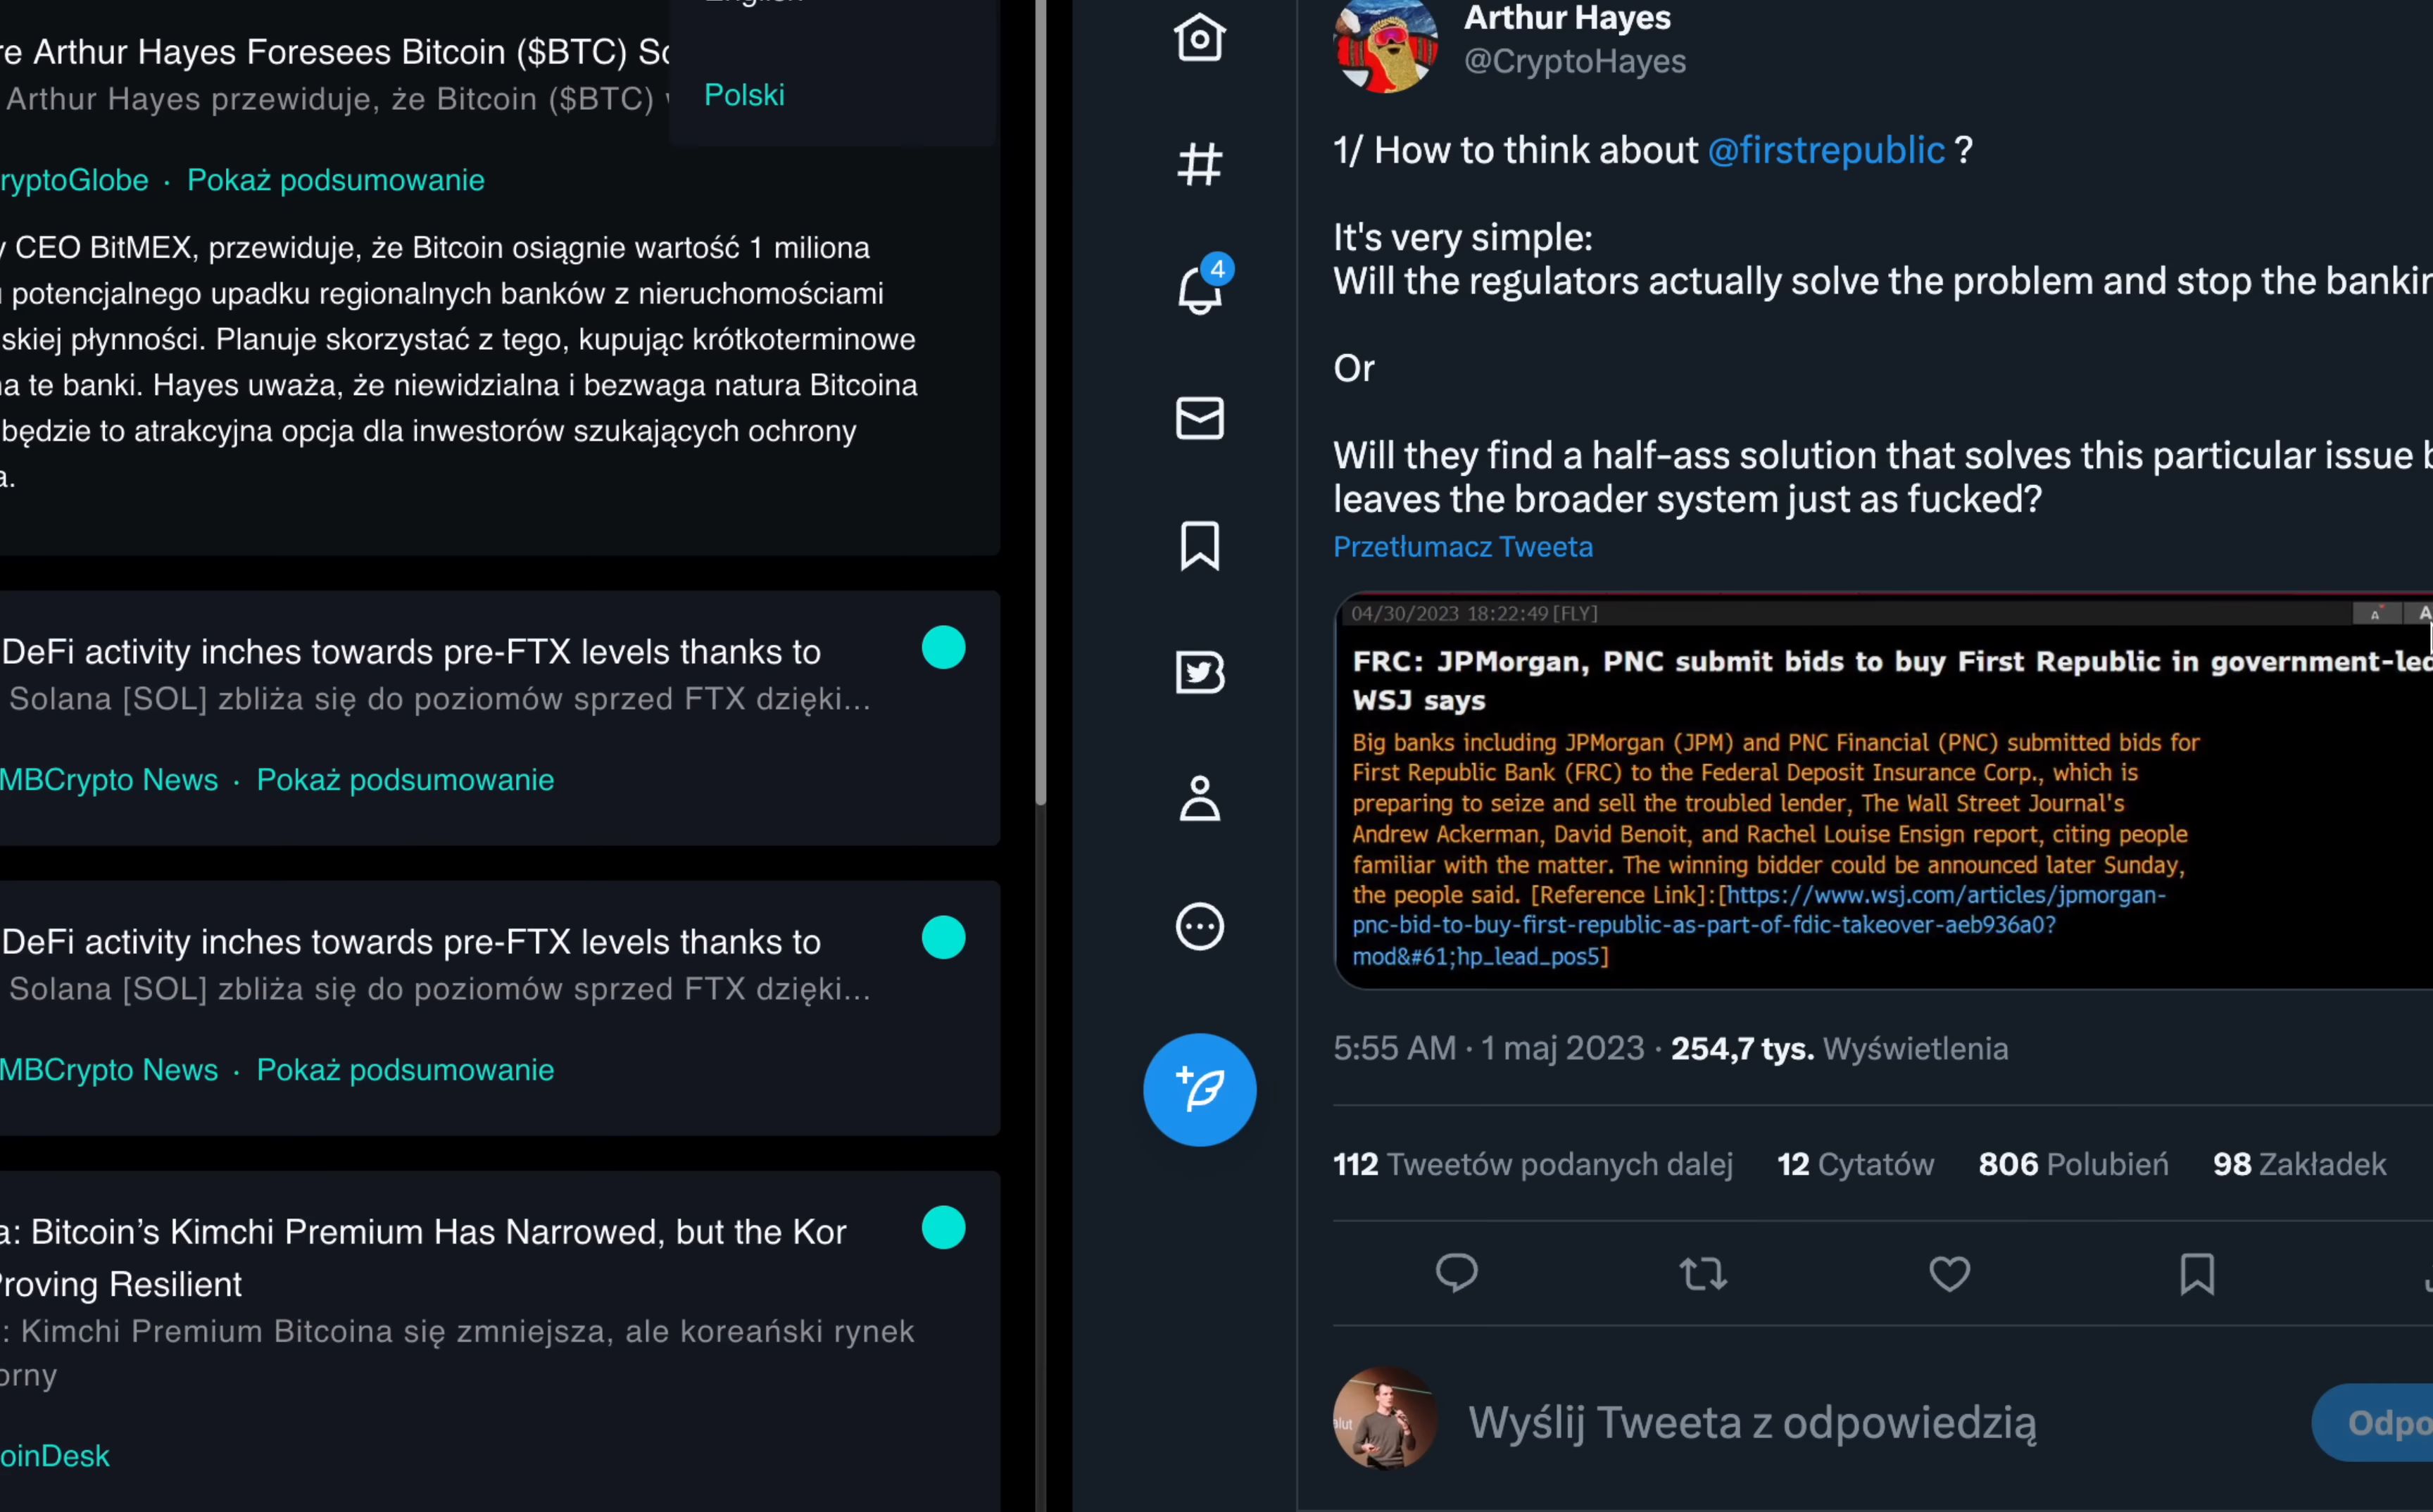 English
re Arthur Hayes Foresees Bitcoin ($BTC) So
Arthur Hayes przewiduje, że Bitcoin ($BTC)
Polski
ryptoGlobe · Pokaż podsumowanie
y CEO BitMEX, przewiduje, że Bitcoin osiągnie wartość 1 miliona
potencjalnego upadku regionalnych banków z nieruchomościami
skiej płynności. Planuje skorzystać z tego, kupując krótkoterminowe
na te banki. Hayes uważa, że niewidzialna i bezwaga natura Bitcoina
będzie to atrakcyjna opcja dla inwestorów szukających ochrony
a.
DeFi activity inches towards pre-FTX levels thanks to
Solana [SOL] zbliża się do poziomów sprzed FTX dzięki...
MBCrypto News · Pokaż podsumowanie
DeFi activity inches towards pre-FTX levels thanks to
Solana [SOL] zbliża się do poziomów sprzed FTX dzięki...
MBCrypto News · Pokaż podsumowanie
a: Bitcoin’s Kimchi Premium Has Narrowed, but the Kor
Proving Resilient
: Kimchi Premium Bitcoina się zmniejsza, ale koreański rynek
orny
oinDesk
4
Arthur Hayes
@CryptoHayes
1/ How to think about @firstrepublic ?
It's very simple:
Will the regulators actually solve the problem and stop the bankin
Or
Will they find a half-ass solution that solves this particular issue b
leaves the broader system just as fucked?
Przetłumacz Tweeta
04/30/2023 18:22:49 [FLY]
A A
FRC: JPMorgan, PNC submit bids to buy First Republic in government-led
WSJ says
Big banks including JPMorgan (JPM) and PNC Financial (PNC) submitted bids for
First Republic Bank (FRC) to the Federal Deposit Insurance Corp., which is
preparing to seize and sell the troubled lender, The Wall Street Journal's
Andrew Ackerman, David Benoit, and Rachel Louise Ensign report, citing people
familiar with the matter. The winning bidder could be announced later Sunday,
the people said. [Reference Link]:[https://www.wsj.com/articles/jpmorgan-
pnc-bid-to-buy-first-republic-as-part-of-fdic-takeover-aeb936a0?
mod&#61;hp_lead_pos5]
5:55 AM · 1 maj 2023 · 254,7 tys. Wyświetlenia
112 Tweetów podanych dalej 12 Cytatów 806 Polubień 98 Zakładek
lut
Wyślij Tweeta z odpowiedzią
Odpo